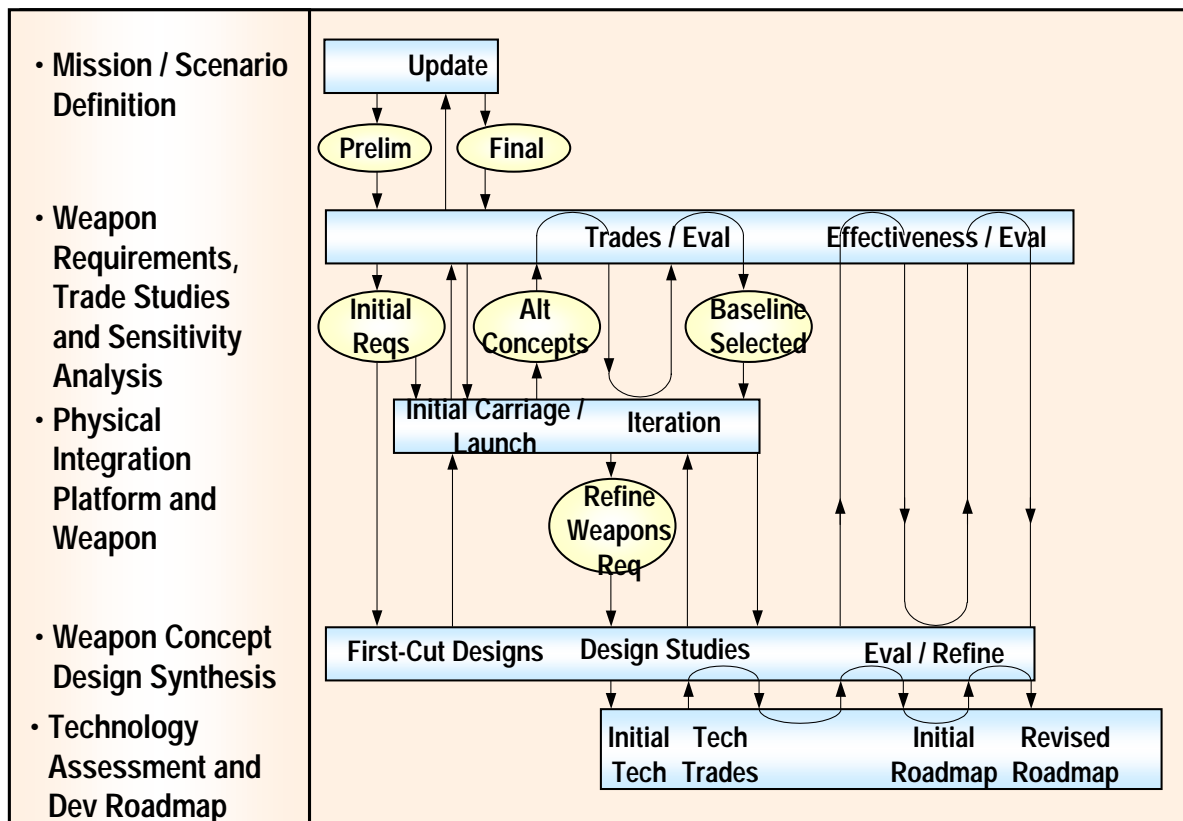 · Mission / Scenario
Definition
· Weapon
Requirements,
Trade Studies
and Sensitivity
Analysis
· Physical
Integration
Platform and
Weapon
· Weapon Concept
Design Synthesis
· Technology
Assessment and
Dev Roadmap
Update
Prelim
Final
Trades / Eval
Effectiveness / Eval
Initial
Reqs
Alt
Concepts
Baseline
Selected
Initial Carriage /
Launch
Iteration
Refine
Weapons
Req
First-Cut Designs
Design Studies
Eval / Refine
Initial
Tech
Tech
Trades
Initial
Roadmap
Revised
Roadmap